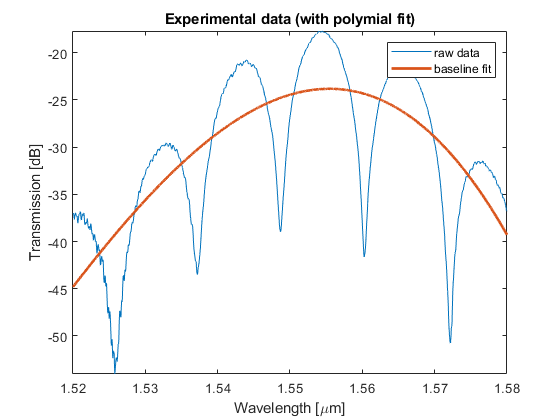 Experimental data (with polymial fit)
raw data
baseline fit
-20
-25
-30
-35
-40
-45
-50
Transmission [dB]
1.52
1.53
1.54
1.55
1.56
1.57
1.58
Wavelength [μm]